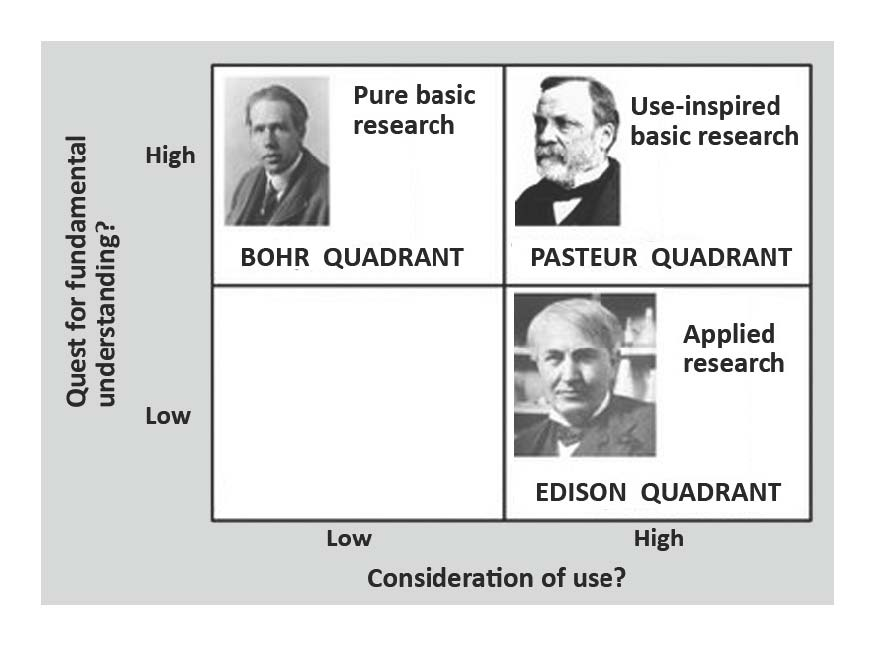 Quest for fundamental
understanding?
High
Low
Pure basic
research
BOHR QUADRANT
Use-inspired
basic research
PASTEUR QUADRANT
Applied
research
EDISON QUADRANT
Low
High
Consideration of use?